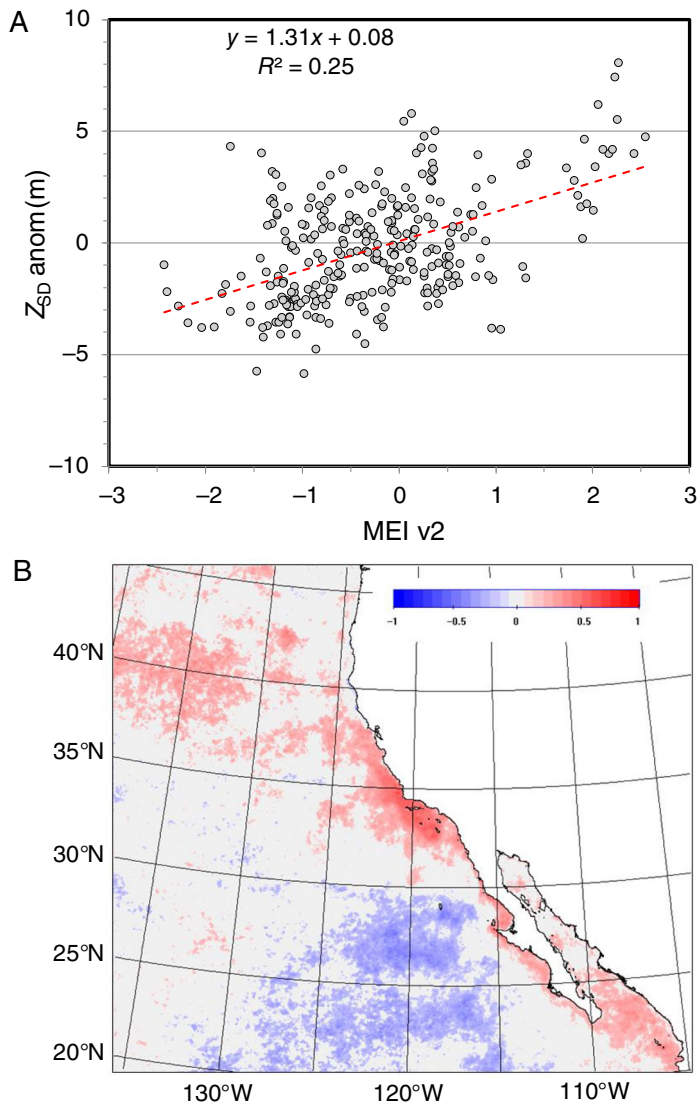 A
y = 1.31x + 0.08
R² = 0.25
10
5
0
−5
−10
Z_SD anom(m)
−3 −2 −1 0 1 2 3
MEI v2
B
-1 -0.5 0 0.5 1
40°N
35°N
30°N
25°N
20°N
130°W 120°W 110°W